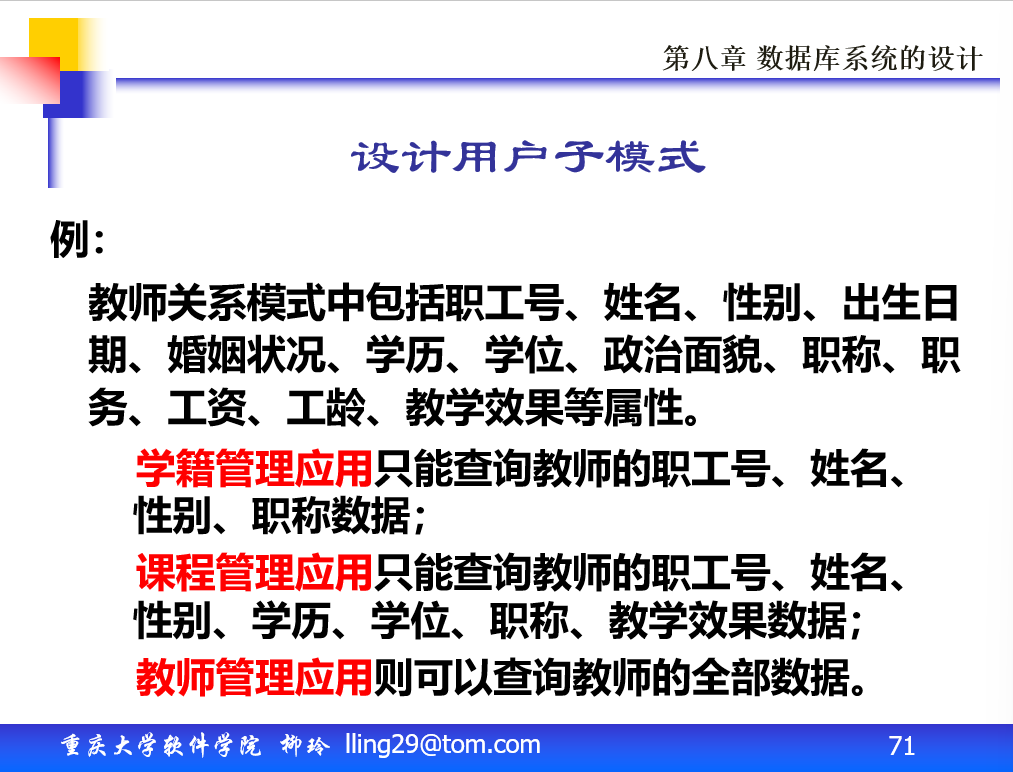 第八章 数据库系统的设计
设计用户子模式
例：
教师关系模式中包括职工号、姓名、性别、出生日
期、婚姻状况、学历、学位、政治面貌、职称、职
务、工资、工龄、教学效果等属性。
学籍管理应用只能查询教师的职工号、姓名、
性别、职称数据；
课程管理应用只能查询教师的职工号、姓名、
性别、学历、学位、职称、教学效果数据；
教师管理应用则可以查询教师的全部数据。
重庆大学软件学院 柳玲 lling29@tom.com 71